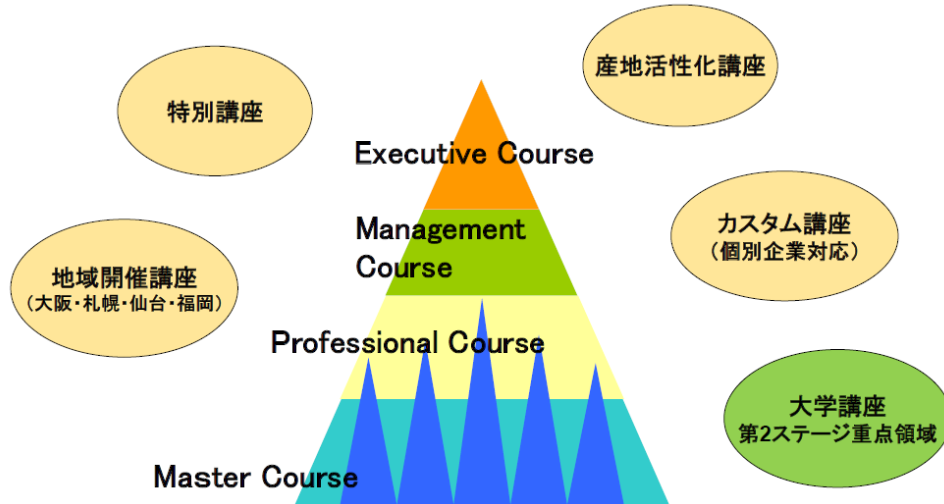 産地活性化講座
特別講座
Executive Course
Management
Course
カスタム講座
（個別企業対応）
地域開催講座
（大阪・札幌・仙台・福岡）
Professional Course
大学講座
第2ステージ重点領域
Master Course